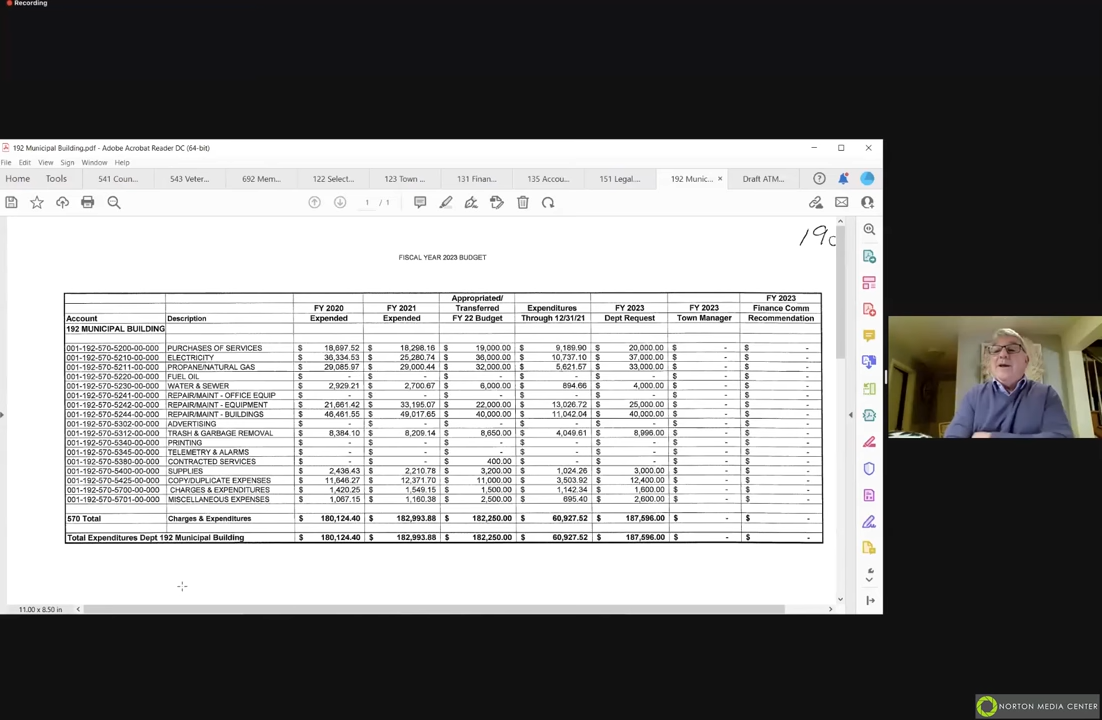 Recording
192 Municipal Building.pdf - Adobe Acrobat Reader DC (64-bit)
File Edit View Sign Window Help
Home Tools 541 Coun... 543 Veter... 692 Mem... 122 Select... 123 Town ... 131 Finan... 135 Accou... 151 Legal.... 192 Munic... × Draft ATM...
1 / 1
190
FISCAL YEAR 2023 BUDGET
Appropriated/ FY 2023
FY 2020 FY 2021 Transferred Expenditures FY 2023 FY 2023 Finance Comm
Account Description Expended Expended FY 22 Budget Through 12/31/21 Dept Request Town Manager Recommendation
192 MUNICIPAL BUILDING
001-192-570-5200-00-000 PURCHASES OF SERVICES $ 18,697.52 $ 18,298.16 $ 19,000.00 $ 9,189.90 $ 20,000.00 $ - $ -
001-192-570-5210-00-000 ELECTRICITY $ 36,334.53 $ 25,280.74 $ 36,000.00 $ 10,737.10 $ 37,000.00 $ - $ -
001-192-570-5211-00-000 PROPANE/NATURAL GAS $ 29,085.97 $ 29,000.44 $ 32,000.00 $ 5,621.57 $ 33,000.00 $ - $ -
001-192-570-5220-00-000 FUEL OIL $ - $ - $ - $ - $ - $ - $ -
001-192-570-5230-00-000 WATER & SEWER $ 2,929.21 $ 2,700.67 $ 6,000.00 $ 894.66 $ 4,000.00 $ - $ -
001-192-570-5241-00-000 REPAIR/MAINT - OFFICE EQUIP $ - $ - $ - $ - $ - $ - $ -
001-192-570-5242-00-000 REPAIR/MAINT - EQUIPMENT $ 21,661.42 $ 33,195.07 $ 22,000.00 $ 13,026.72 $ 25,000.00 $ - $ -
001-192-570-5244-00-000 REPAIR/MAINT - BUILDINGS $ 46,461.55 $ 49,017.65 $ 40,000.00 $ 11,042.04 $ 40,000.00 $ - $ -
001-192-570-5302-00-000 ADVERTISING $ - $ - $ - $ - $ - $ - $ -
001-192-570-5312-00-000 TRASH & GARBAGE REMOVAL $ 8,384.10 $ 8,209.14 $ 8,650.00 $ 4,049.61 $ 8,996.00 $ - $ -
001-192-570-5340-00-000 PRINTING $ - $ - $ - $ - $ - $ - $ -
001-192-570-5345-00-000 TELEMETRY & ALARMS $ - $ - $ - $ - $ - $ - $ -
001-192-570-5380-00-000 CONTRACTED SERVICES $ - $ - $ 400.00 $ - $ - $ - $ -
001-192-570-5400-00-000 SUPPLIES $ 2,436.43 $ 2,210.78 $ 3,200.00 $ 1,024.26 $ 3,000.00 $ - $ -
001-192-570-5425-00-000 COPY/DUPLICATE EXPENSES $ 11,646.27 $ 12,371.70 $ 11,000.00 $ 3,503.92 $ 12,400.00 $ - $ -
001-192-570-5700-00-000 CHARGES & EXPENDITURES $ 1,420.25 $ 1,549.15 $ 1,500.00 $ 1,142.34 $ 1,600.00 $ - $ -
001-192-570-5701-00-000 MISCELLANEOUS EXPENSES $ 1,067.15 $ 1,160.38 $ 2,500.00 $ 695.40 $ 2,600.00 $ - $ -
570 Total Charges & Expenditures $ 180,124.40 $ 182,993.88 $ 182,250.00 $ 60,927.52 $ 187,596.00 $ - $ -
Total Expenditures Dept 192 Municipal Building $ 180,124.40 $ 182,993.88 $ 182,250.00 $ 60,927.52 $ 187,596.00 $ - $ -
11.00 x 8.50 in
NORTON MEDIA CENTER